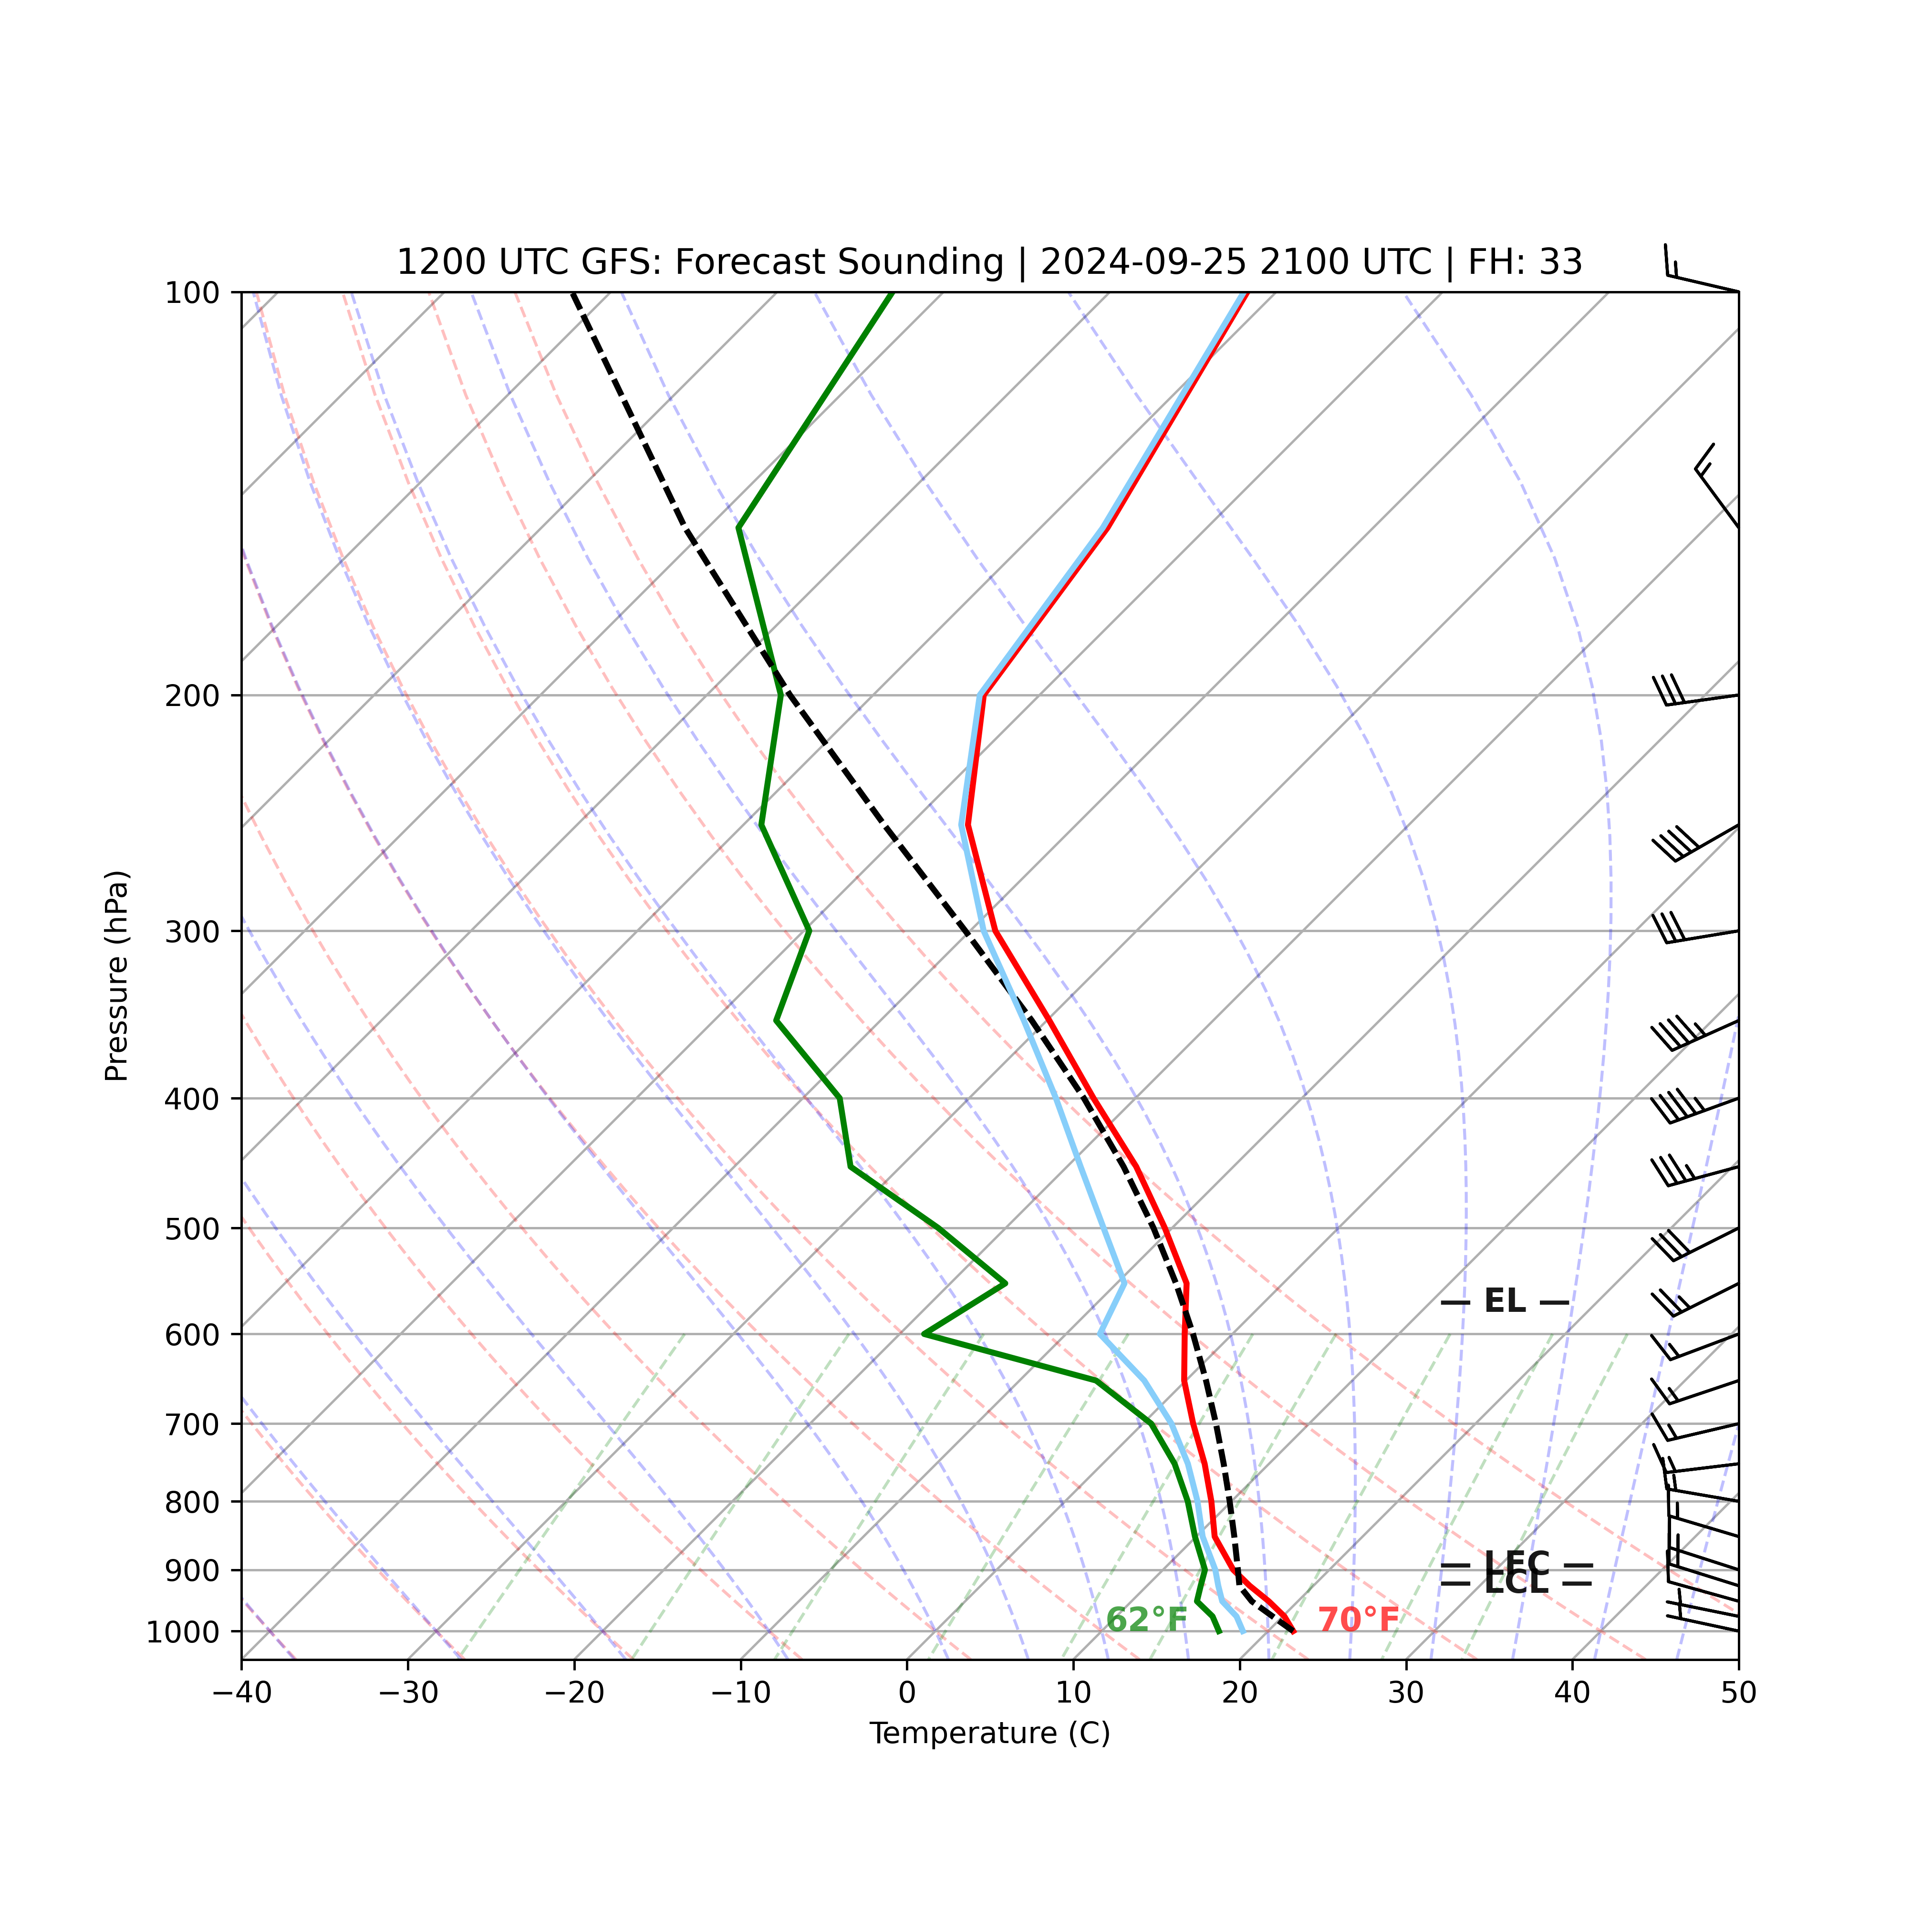 1200 UTC GFS: Forecast Sounding | 2024-09-25 2100 UTC | FH: 33
100
200
300
400
500
600
700
800
900
1000
Pressure (hPa)
— EL —
— LFC —
— LCL —
62°F
70°F
−40 −30 −20 −10 0 10 20 30 40 50
Temperature (C)